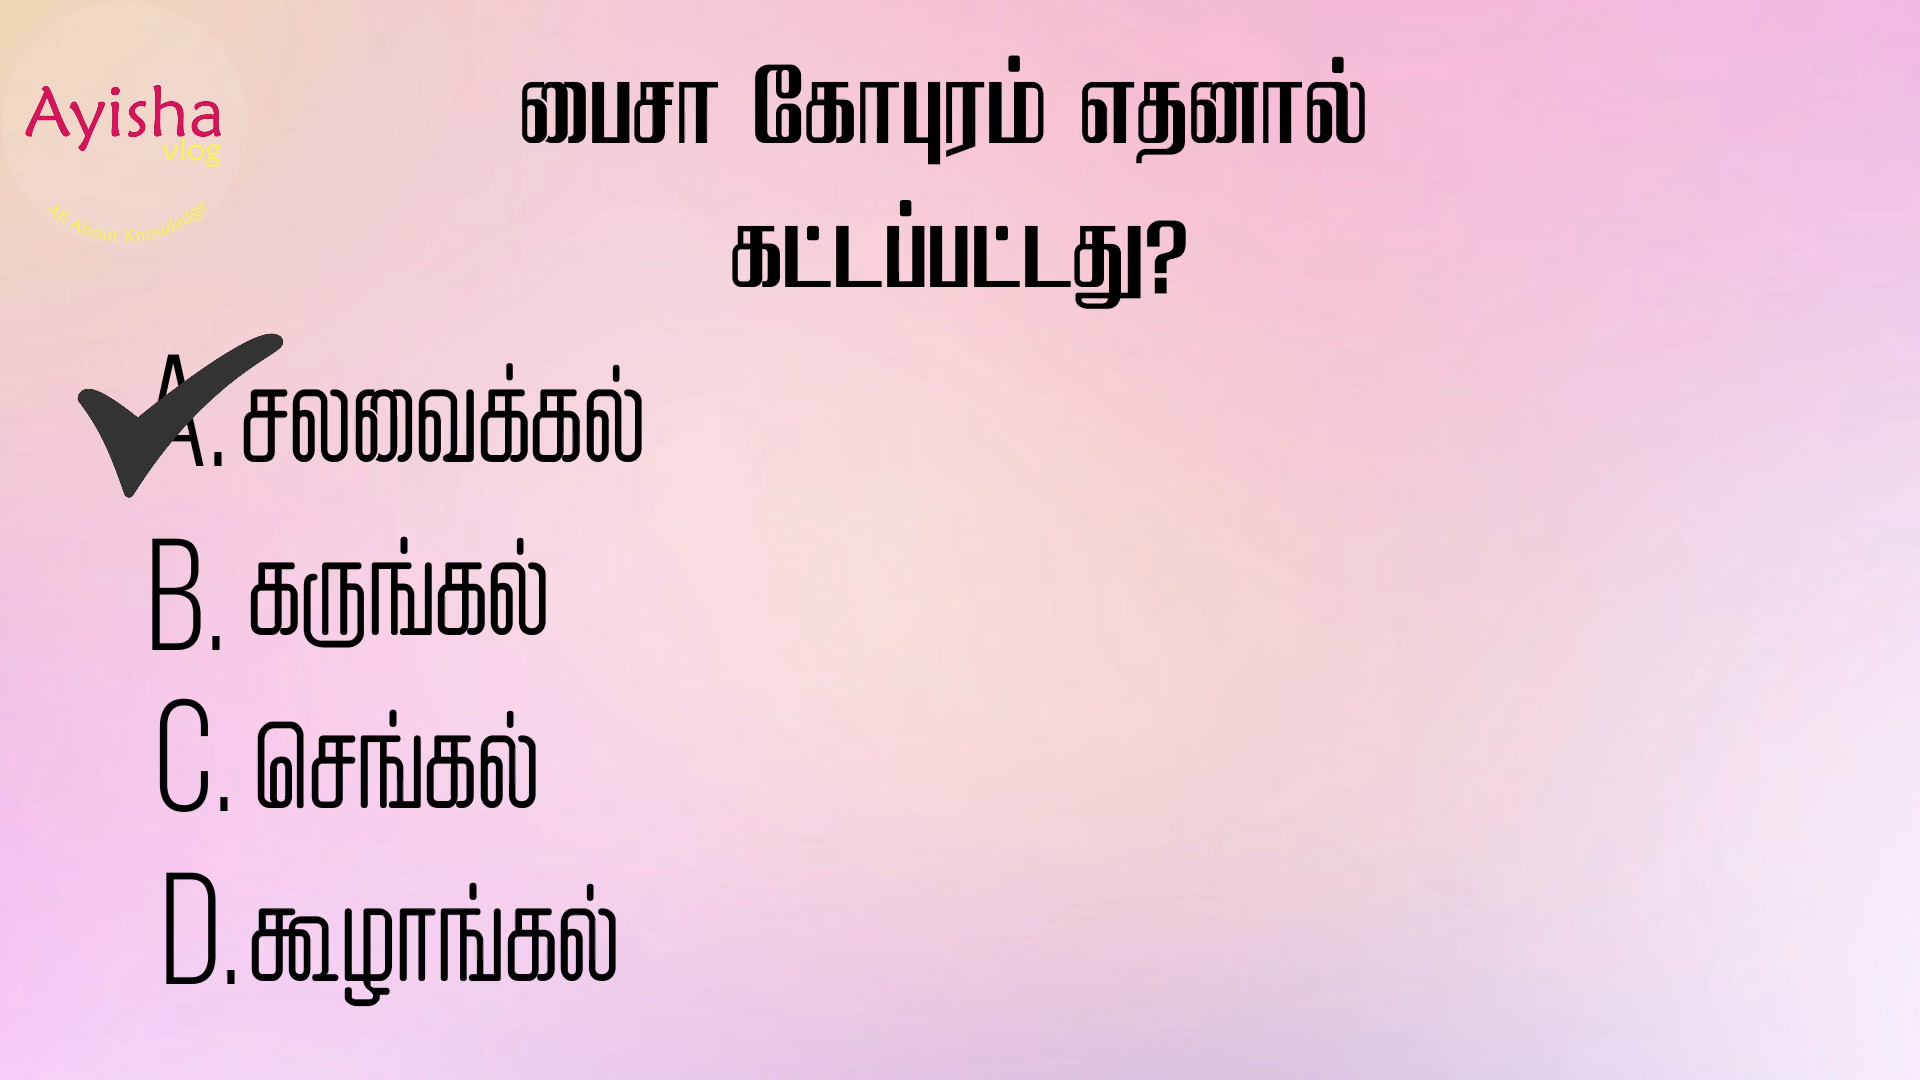 Ayisha
vlog
All About Knowledge
பைசா கோபுரம் எதனால்
கட்டப்பட்டது?
A. சலவைக்கல்
B. கருங்கல்
C. செங்கல்
D. கூழாங்கல்